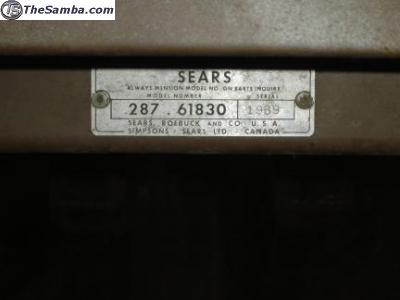 TheSamba.com
SEARS
ALWAYS MENTION MODEL NO. ON PARTS INQUIRY
MODEL NUMBER SERIAL
287 . 61830 1989
SEARS, ROEBUCK AND CO. U.S.A.
SIMPSONS - SEARS LTD. - CANADA